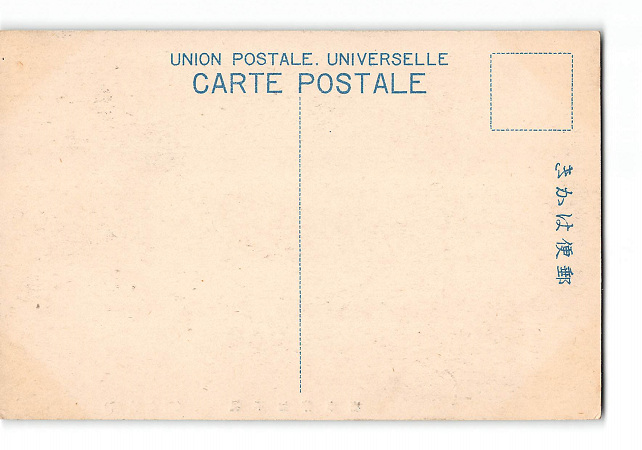 UNION POSTALE. UNIVERSELLE
CARTE POSTALE
きかは便郵